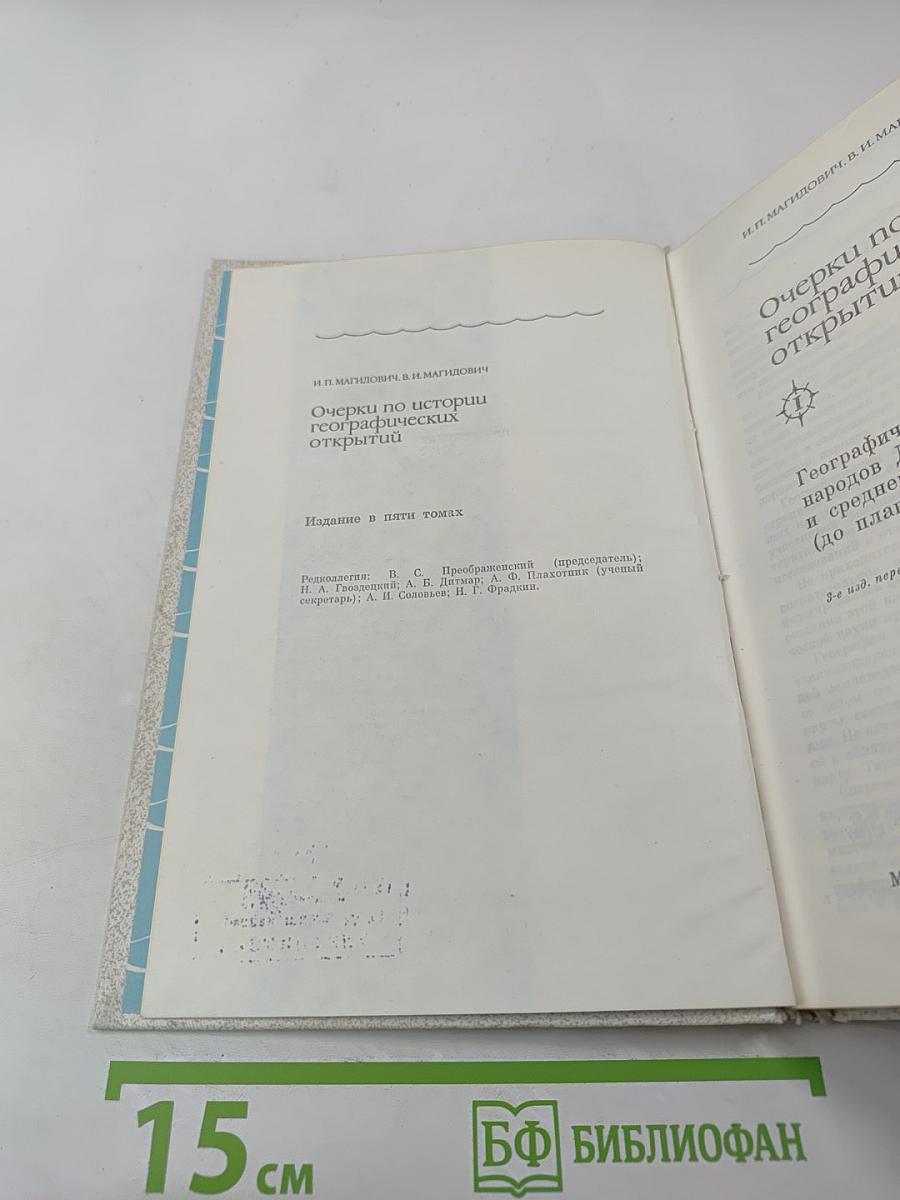 И. П. МАГИДОВИЧ, В. И. МАГИДОВИЧ
Очерки по истории
географических
открытий
Издание в пяти томах
Редколлегия: В. С. Преображенский (председатель);
Н. А. Гвоздецкий; А. Б. Дитмар; А. Ф. Плахотник (ученый
секретарь); А. И. Соловьев; Н. Г. Фрадкин.
И. П. МАГИДОВИЧ, В. И. МАГ
Очерки по
географи
открыти
I
Географич
народов Д
и средне
(до пла
3-е изд. пере
М
15 см
БФ БИБЛИОФАН